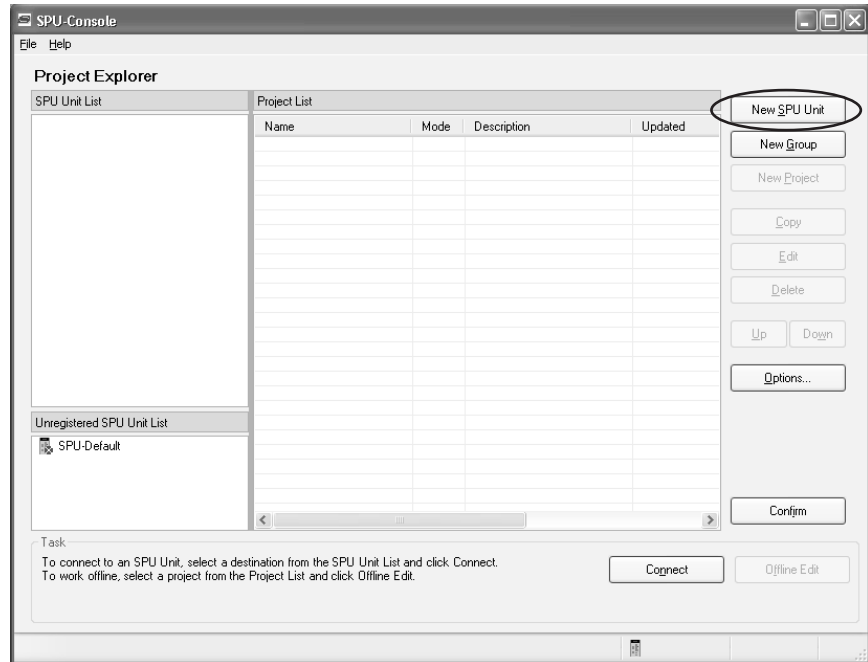 SPU-Console
File Help
Project Explorer
SPU Unit List
Project List
Name Mode Description Updated
New SPU Unit
New Group
New Project
Copy
Edit
Delete
Up Down
Options...
Unregistered SPU Unit List
SPU-Default
Confirm
Task
To connect to an SPU Unit, select a destination from the SPU Unit List and click Connect.
To work offline, select a project from the Project List and click Offline Edit.
Connect Offline Edit